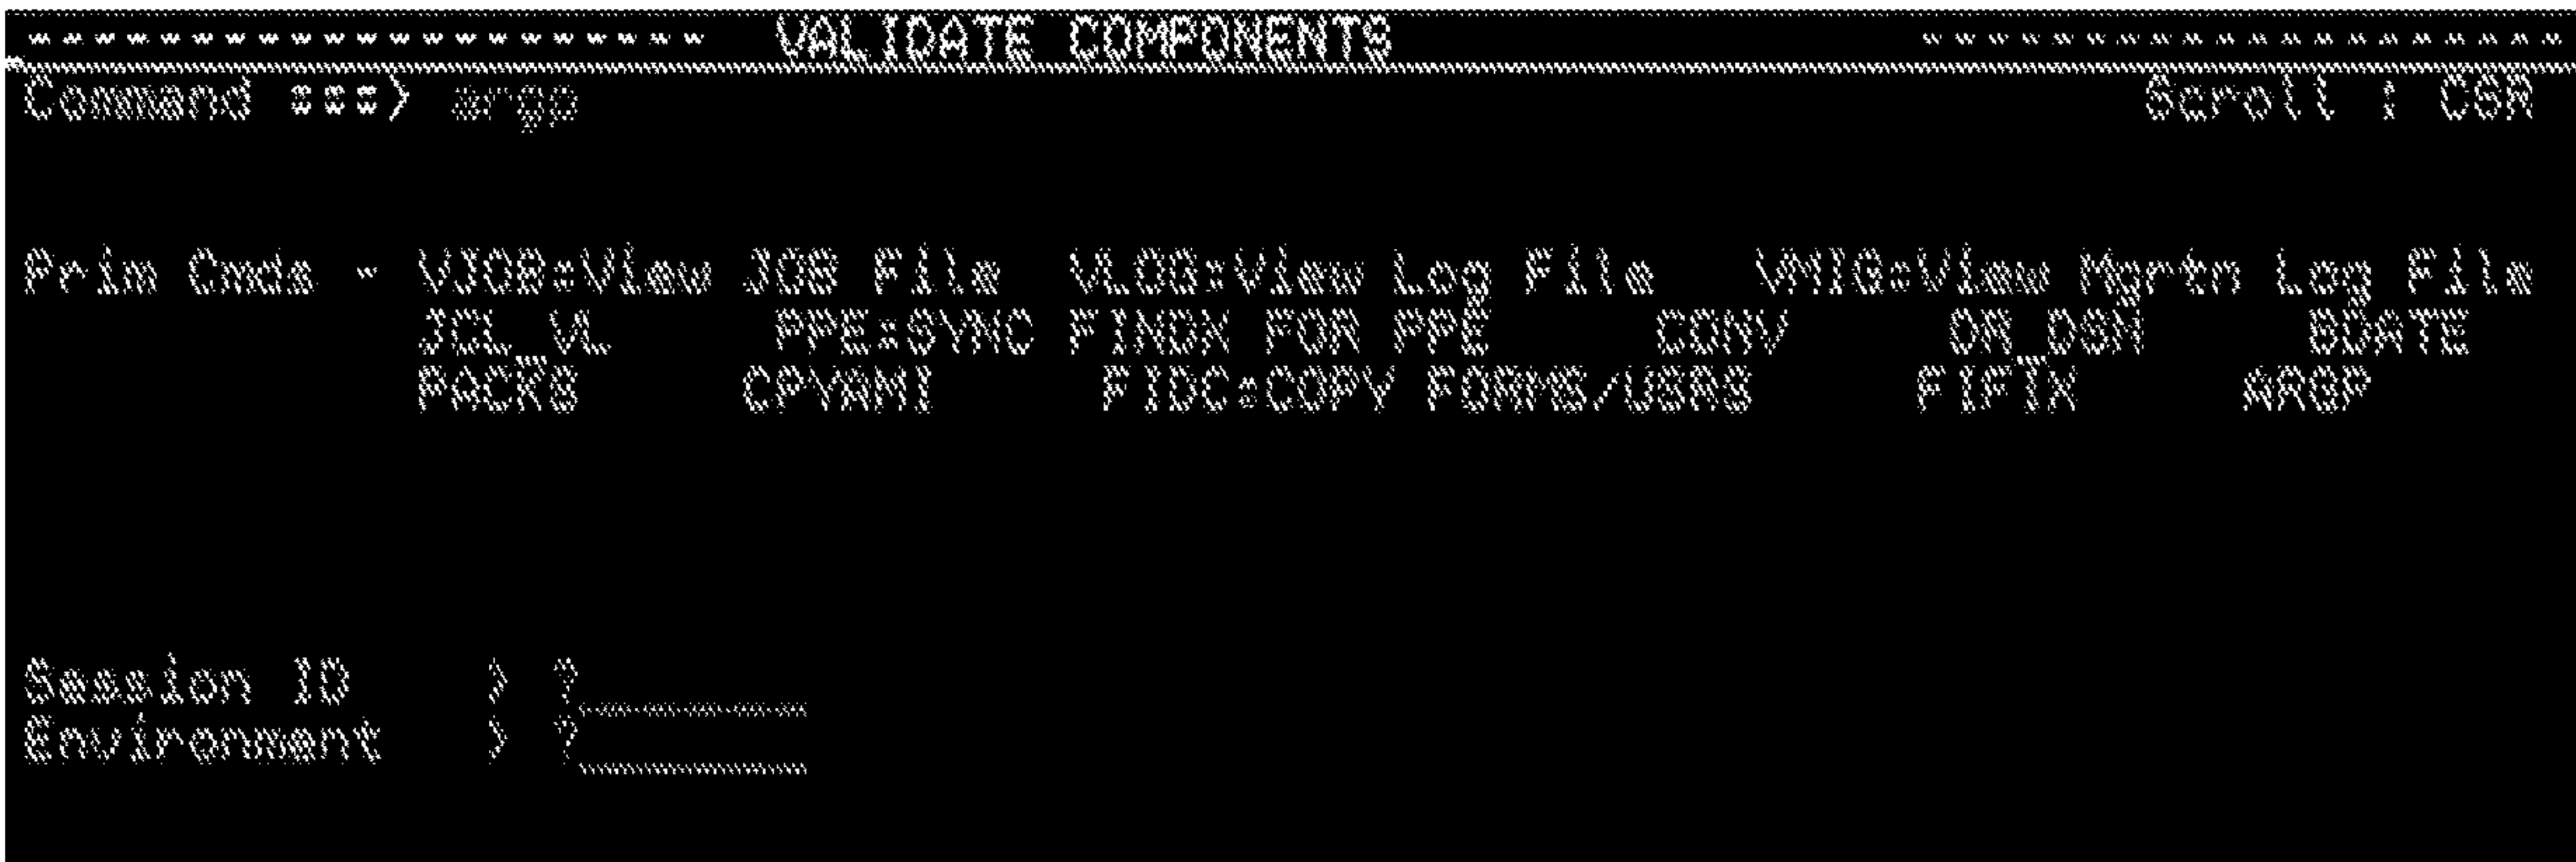 --------------------- VALIDATE COMPONENTS --------------------
Command ===> argp Scroll : CSR
Prim Cmds - VJOB:View JOB File VLOG:View Log File VMIG:View Mgrtn Log File
JCL_VL PPE:SYNC FINDX FOR PPE CONV OR_DSN BDATE
PACKS CPYAMI FIDC:COPY FORMS/USRS FIFTX ARGP
Session ID > ?
Environment > ?